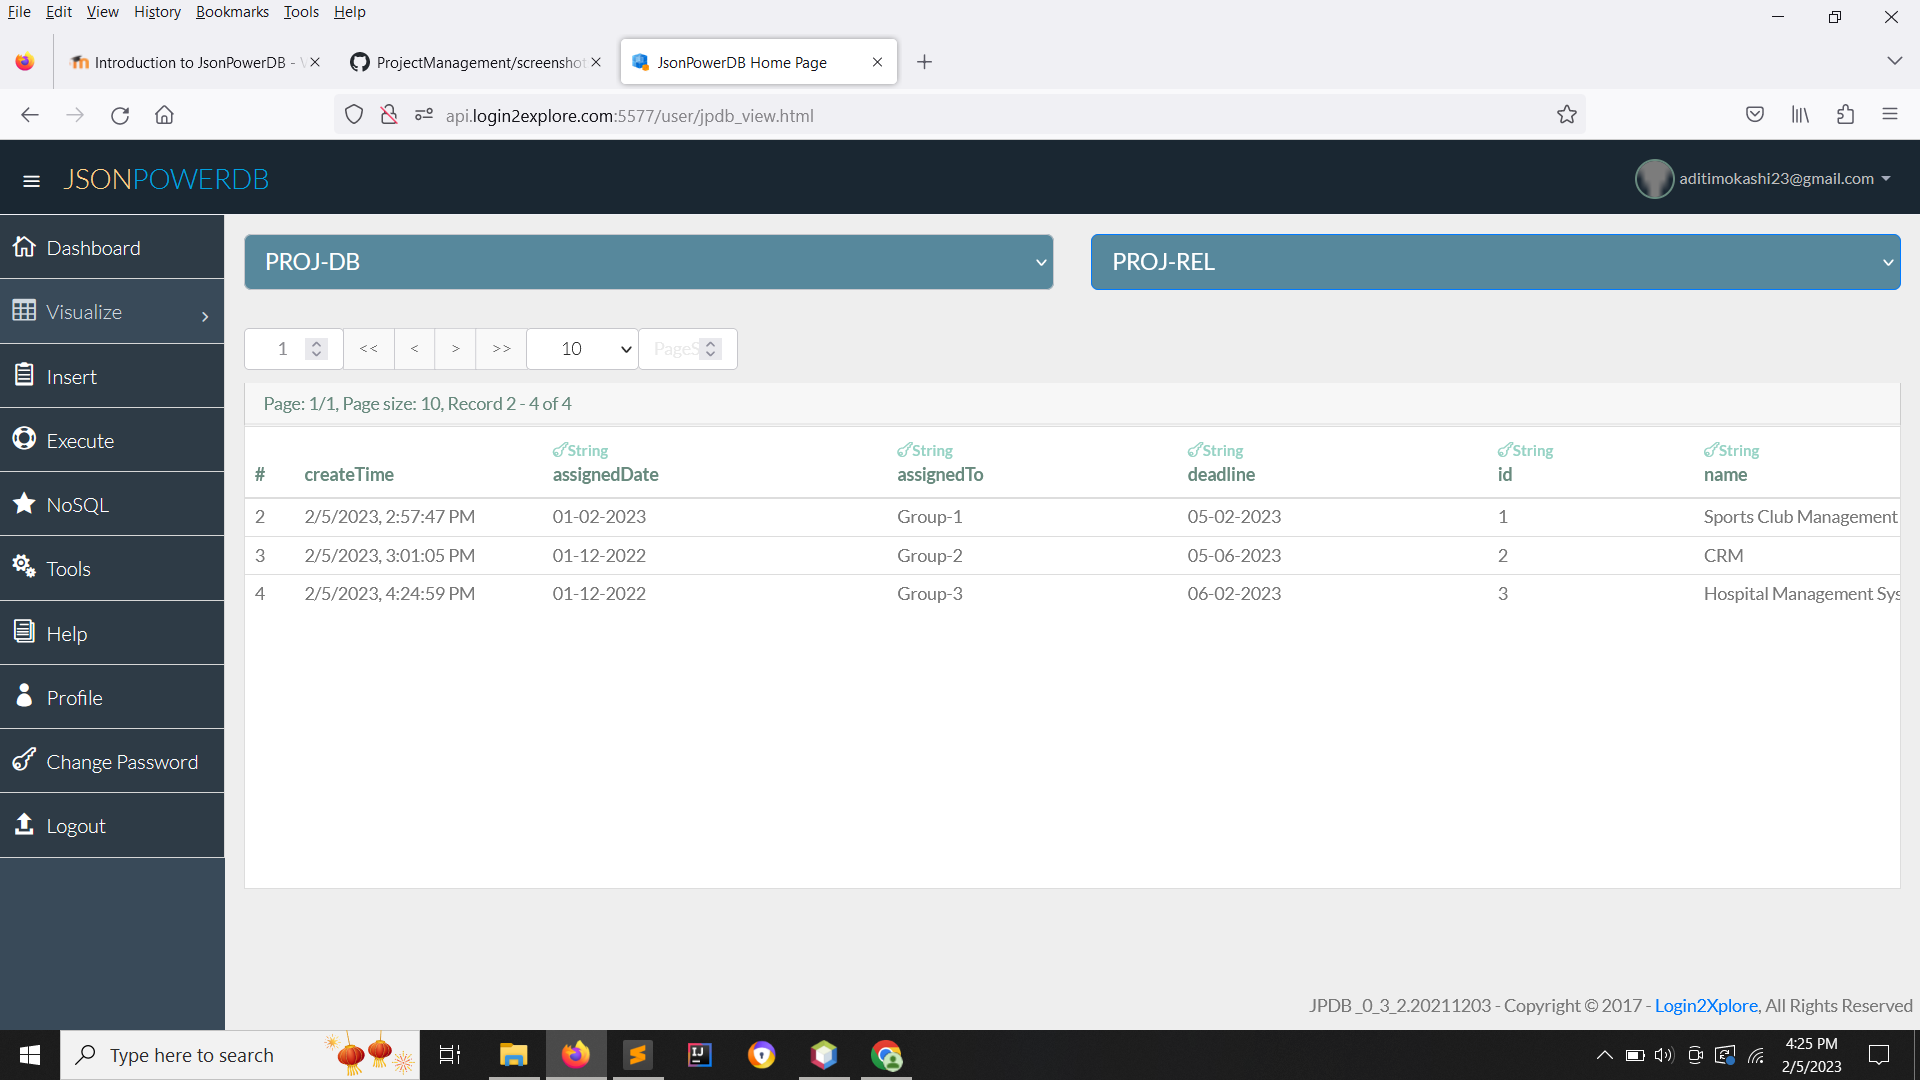 File Edit View History Bookmarks Tools Help
Introduction to JsonPowerDB -
ProjectManagement/screenshot
JsonPowerDB Home Page
api.login2explore.com:5577/user/jpdb_view.html
JSONPOWERDB
aditimokashi23@gmail.com
Dashboard
Visualize
Insert
Execute
NoSQL
Tools
Help
Profile
Change Password
Logout
PROJ-DB PROJ-REL
1 << < > >> 10 PageS
Page: 1/1, Page size: 10, Record 2 - 4 of 4
String String String String String
# createTime assignedDate assignedTo deadline id name
2 2/5/2023, 2:57:47 PM 01-02-2023 Group-1 05-02-2023 1 Sports Club Management
3 2/5/2023, 3:01:05 PM 01-12-2022 Group-2 05-06-2023 2 CRM
4 2/5/2023, 4:24:59 PM 01-12-2022 Group-3 06-02-2023 3 Hospital Management Sys
JPDB_0_3_2.20211203 - Copyright © 2017 - Login2Xplore, All Rights Reserved
Type here to search
4:25 PM
2/5/2023